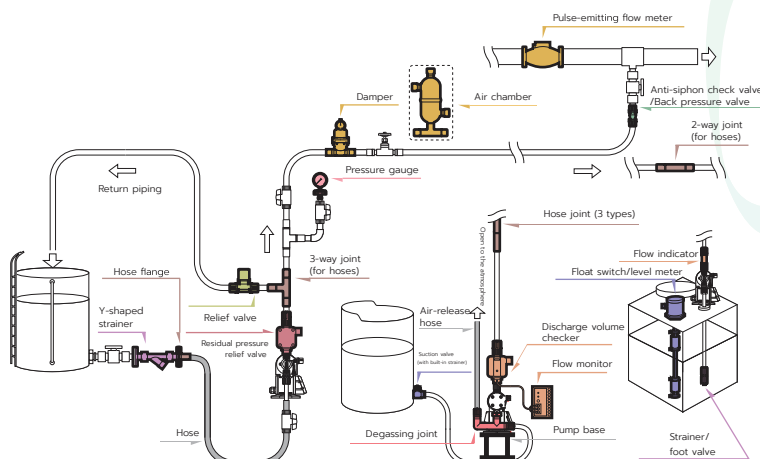 Pulse-emitting flow meter
Damper
Air chamber
Anti-siphon check valve
/Back pressure valve
2-way joint
(for hoses)
Pressure gauge
Return piping
Hose joint (3 types)
Open to the atmosphere
3-way joint
(for hoses)
Flow indicator
Hose flange
Float switch/level meter
Y-shaped
strainer
Relief valve
Air-release
hose
Residual pressure
relief valve
Discharge volume
checker
Suction valve
(with built-in strainer)
Flow monitor
Hose
Degassing joint
Pump base
Strainer/
foot valve